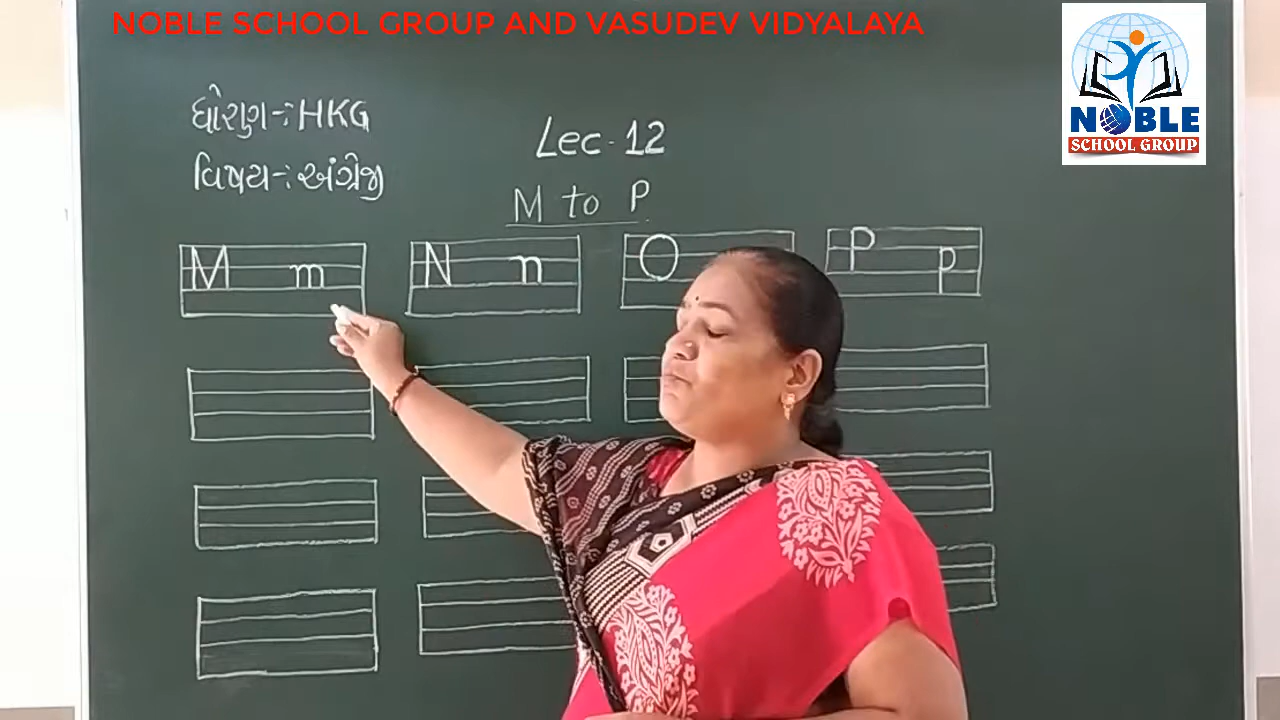 NOBLE SCHOOL GROUP AND VASUDEV VIDYALAYA
NOBLE
SCHOOL GROUP
ધોરણ-: HKG
વિષય-: અંગ્રેજી
Lec-12
M to P
M m N n O P p